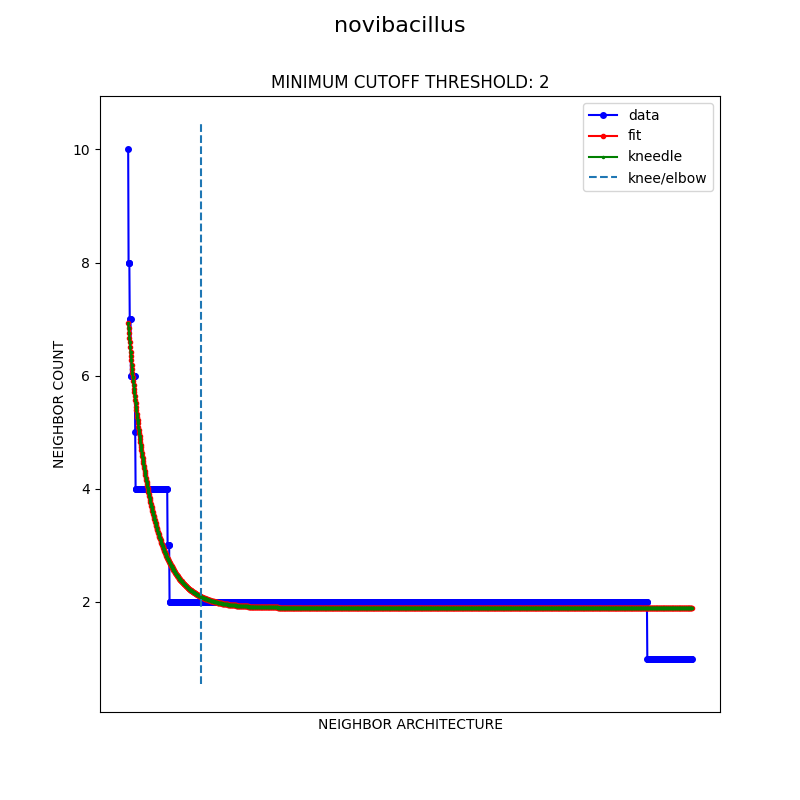 novibacillus
MINIMUM CUTOFF THRESHOLD: 2
data
fit
kneedle
knee/elbow
10
8
6
4
2
NEIGHBOR COUNT
NEIGHBOR ARCHITECTURE